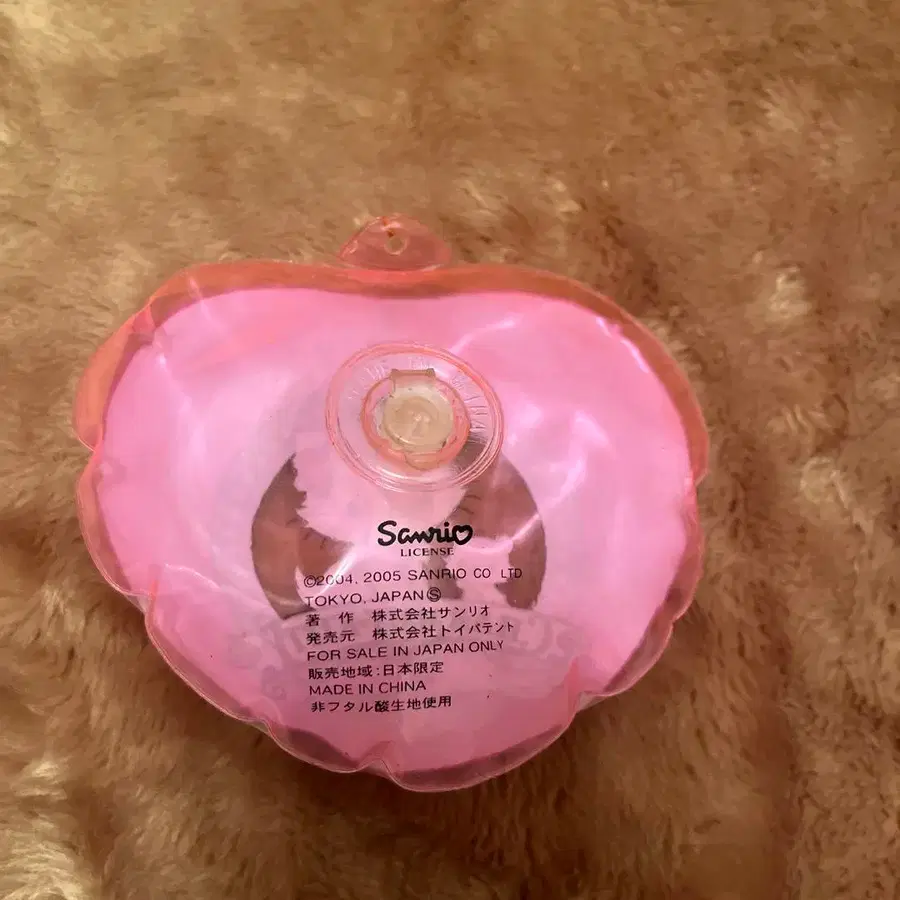 Sanrio
LICENSE
©2004, 2005 SANRIO CO LTD
TOKYO, JAPAN Ⓢ
著 作 株式会社サンリオ
発売元 株式会社トイパテント
FOR SALE IN JAPAN ONLY
販売地域:日本限定
MADE IN CHINA
非フタル酸生地使用